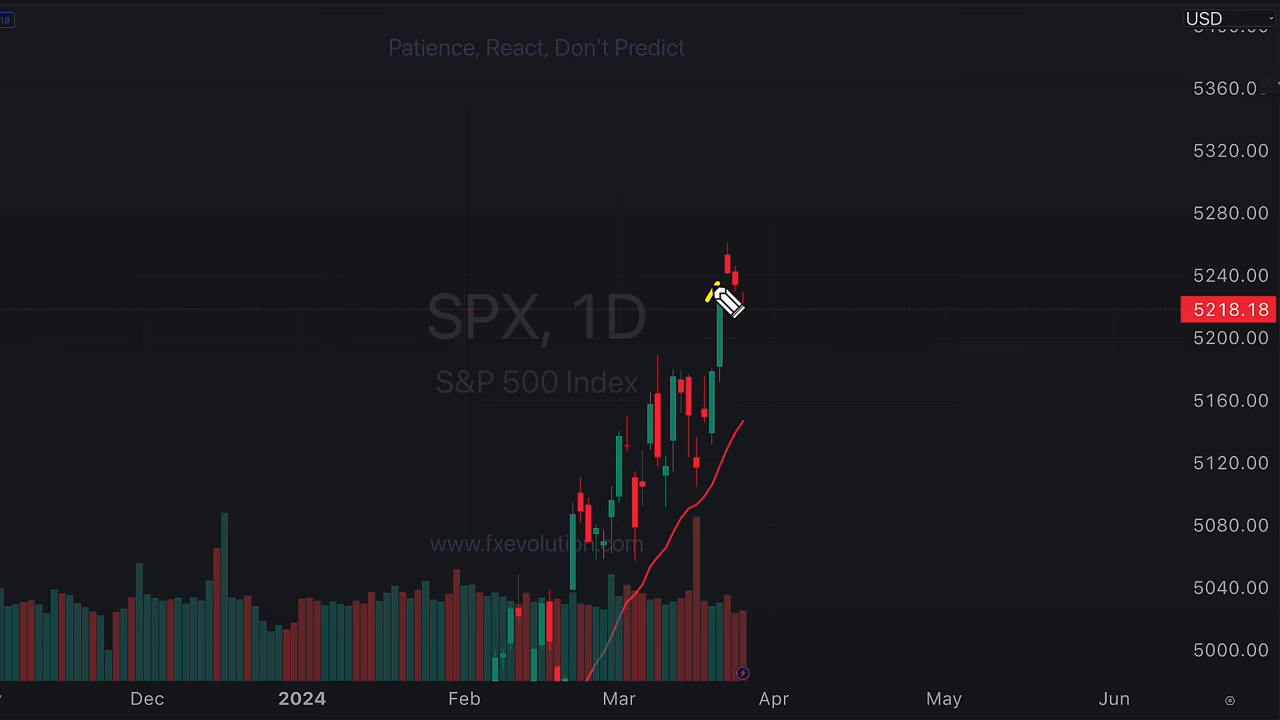 18
USD
Patience, React, Don't Predict
5360.0
5320.00
5280.00
5240.00
5218.18
5200.00
5160.00
5120.00
5080.00
5040.00
5000.00
SPX, 1D
S&P 500 Index
www.fxevolution.com
Dec
2024
Feb
Mar
Apr
May
Jun